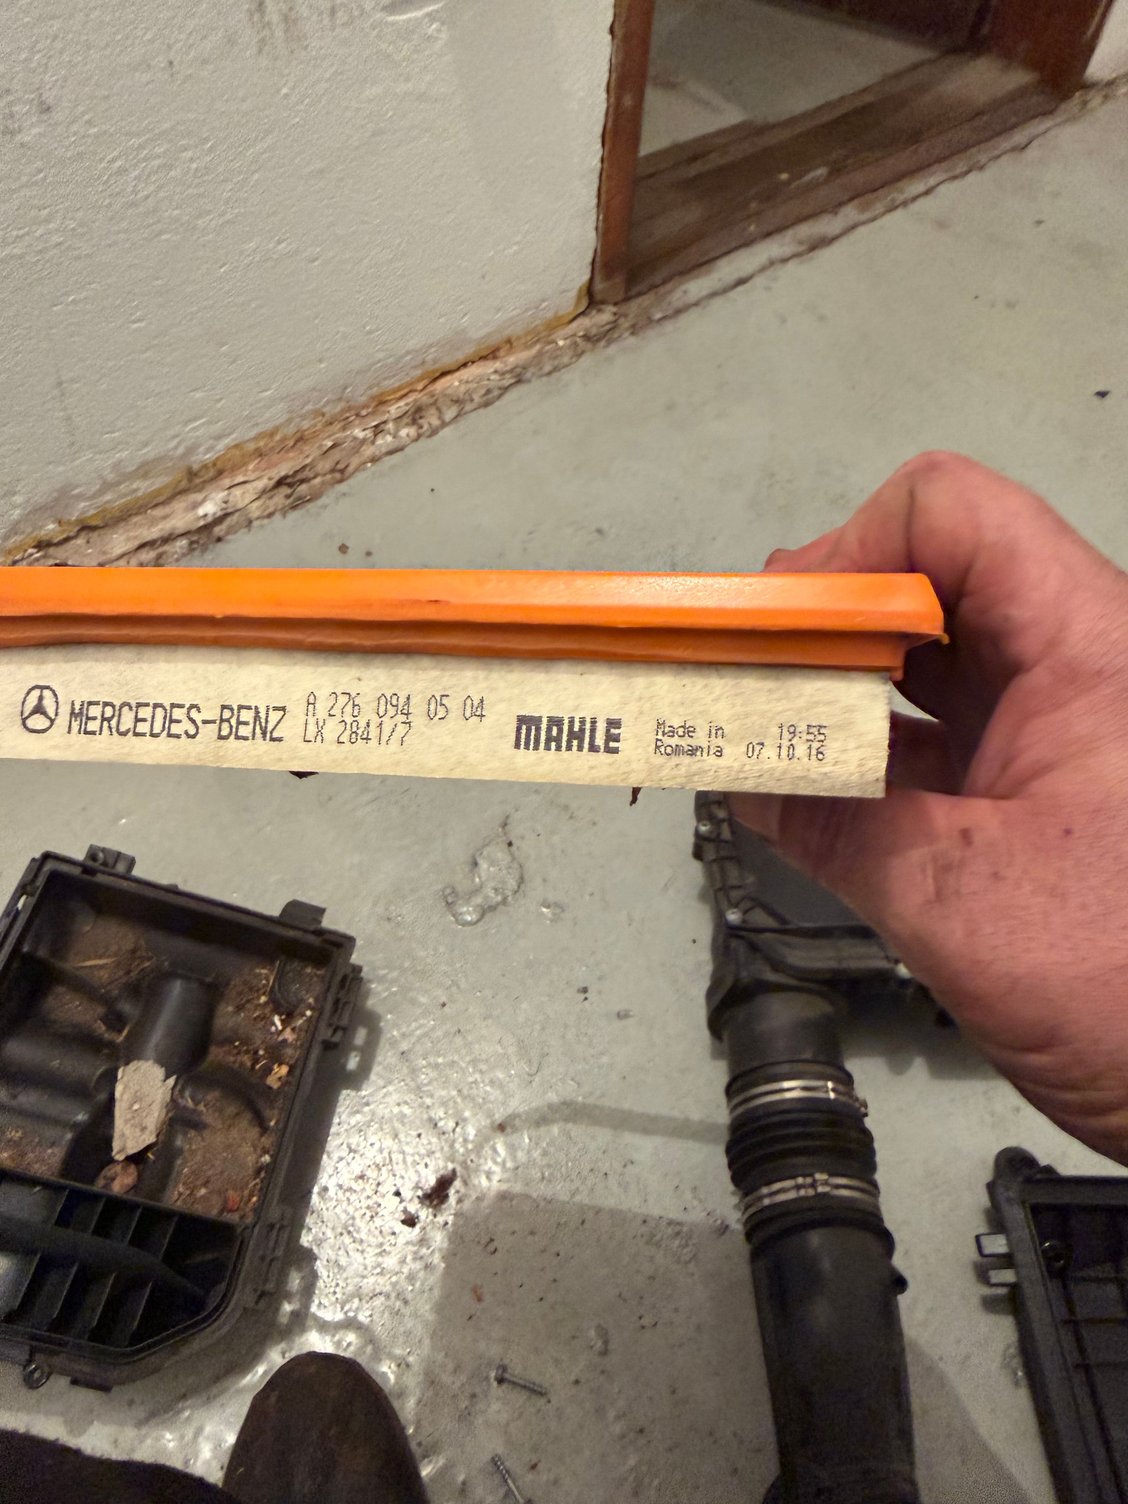 MERCEDES-BENZ
A 276 094 05 04
LX 2841/7
MAHLE
Made in
Romania
19:55
07.10.16